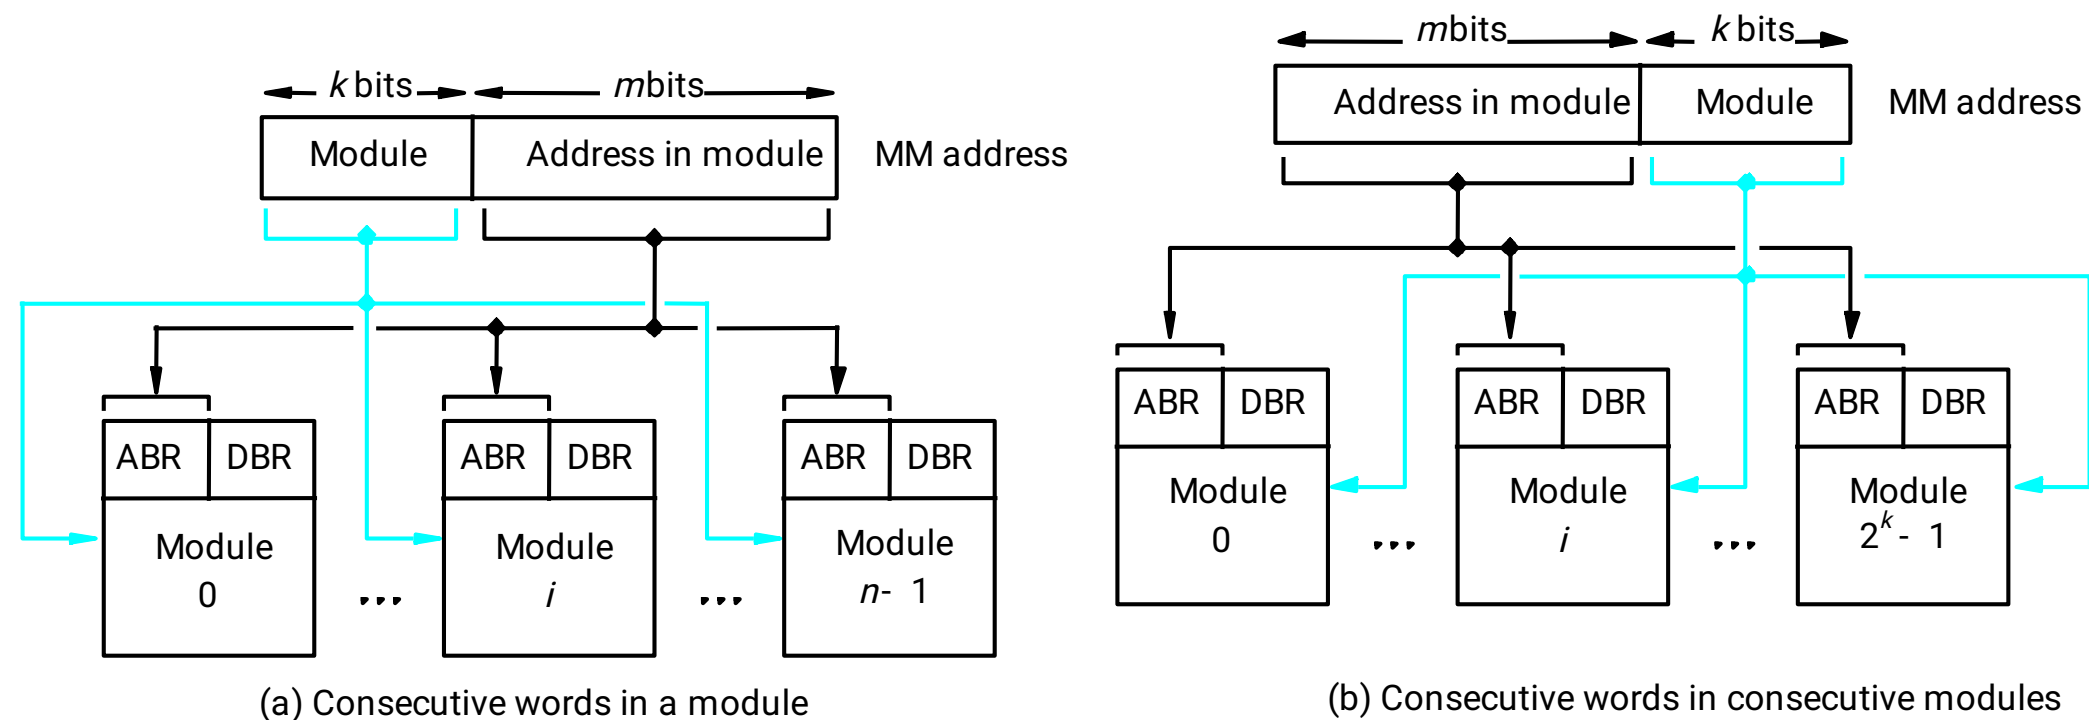 k bits mbits
Module Address in module MM address
ABR DBR ABR DBR ABR DBR
Module Module Module
0 ... i ... n- 1
(a) Consecutive words in a module
mbits k bits
Address in module Module MM address
ABR DBR ABR DBR ABR DBR
Module Module Module
0 ... i ... 2^k - 1
(b) Consecutive words in consecutive modules